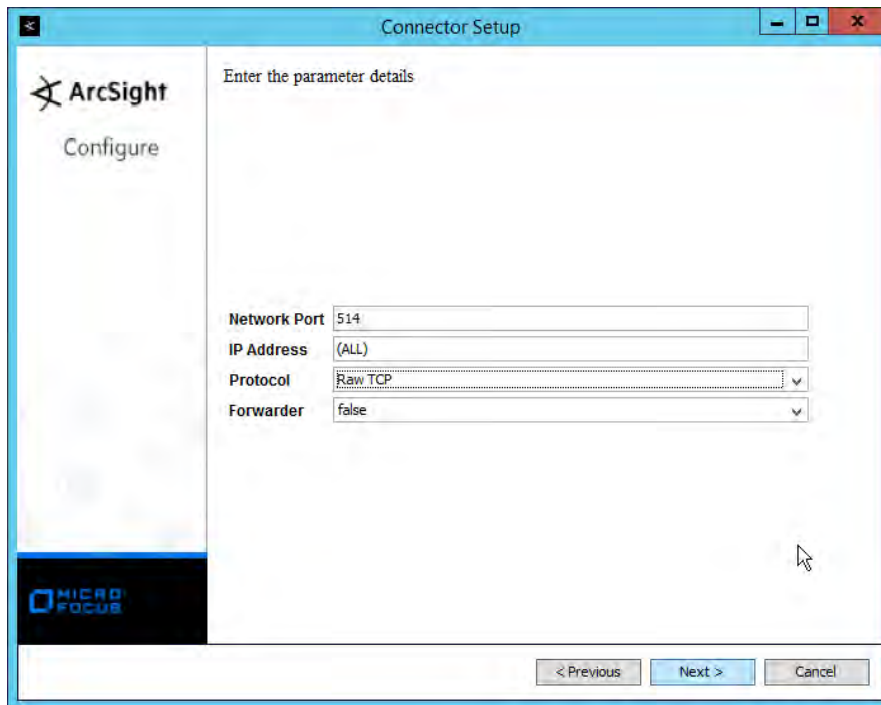 Connector Setup
ArcSight
Configure
Enter the parameter details
Network Port 514
IP Address (ALL)
Protocol Raw TCP
Forwarder false
MICRO
FOCUS
< Previous Next > Cancel